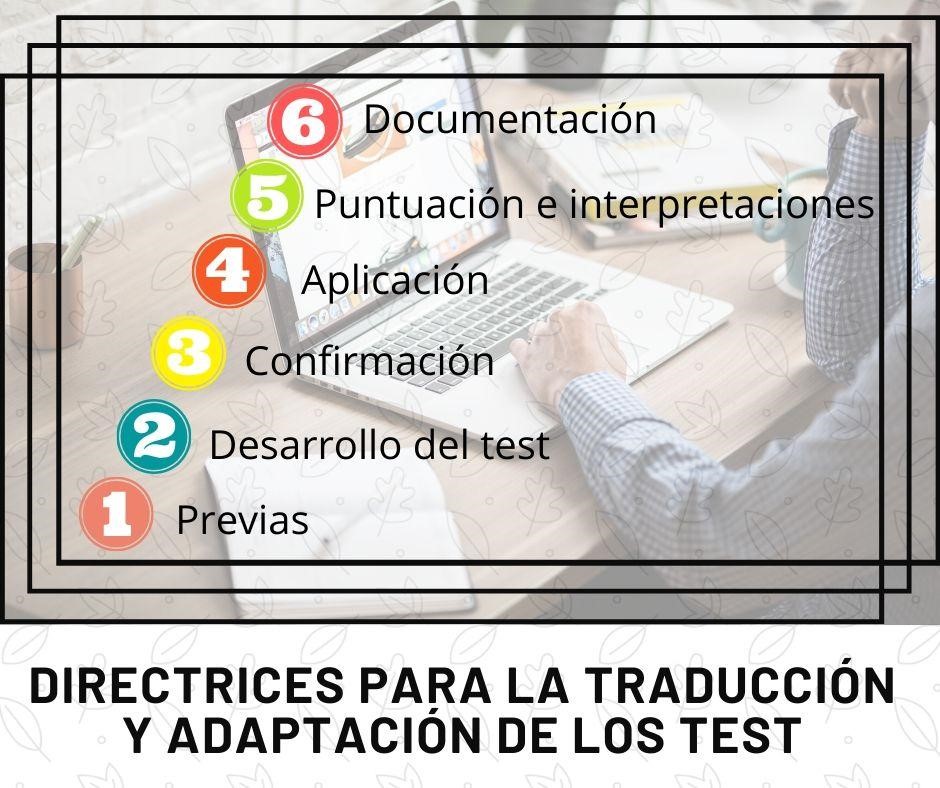 6 Documentación
5 Puntuación e interpretaciones
4 Aplicación
3 Confirmación
2 Desarrollo del test
1 Previas
DIRECTRICES PARA LA TRADUCCIÓN
Y ADAPTACIÓN DE LOS TEST